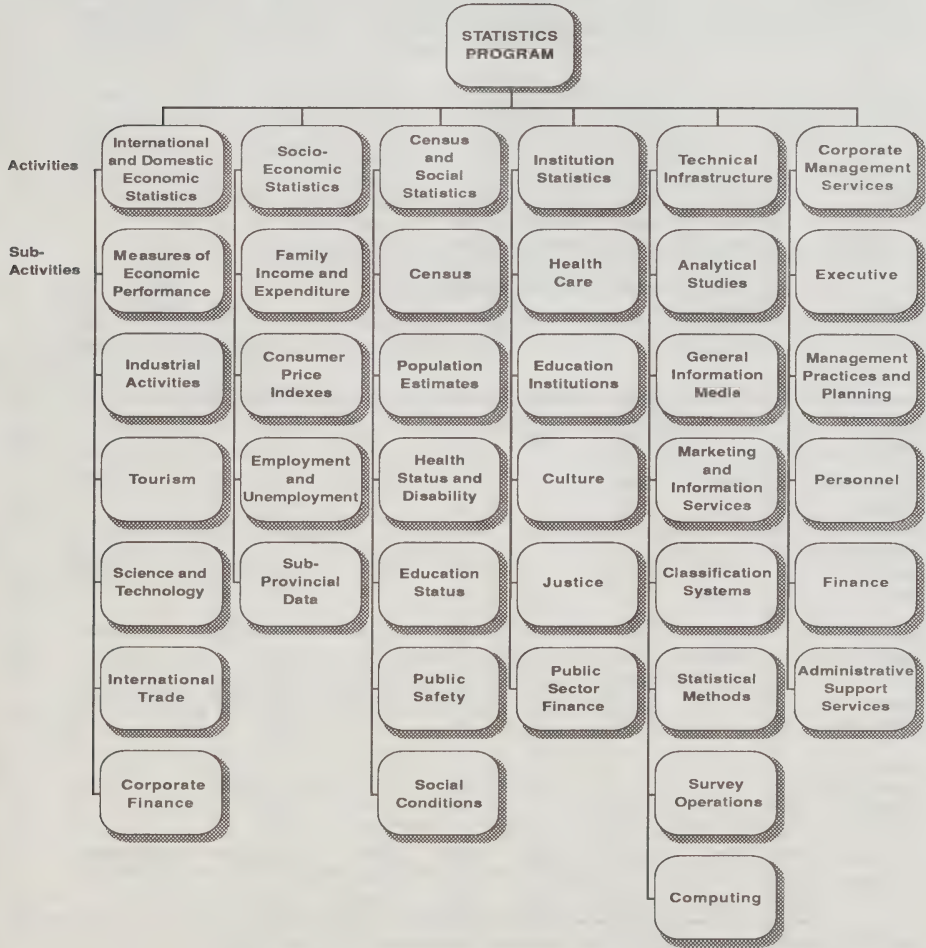 STATISTICS
PROGRAM
Activities
International
and Domestic
Economic
Statistics
Socio-
Economic
Statistics
Census
and
Social
Statistics
Institution
Statistics
Technical
Infrastructure
Corporate
Management
Services
Sub-
Activities
Measures of
Economic
Performance
Family
Income and
Expenditure
Census
Health
Care
Analytical
Studies
Executive
Industrial
Activities
Consumer
Price
Indexes
Population
Estimates
Education
Institutions
General
Information
Media
Management
Practices and
Planning
Tourism
Employment
and
Unemployment
Health
Status and
Disability
Culture
Marketing
and
Information
Services
Personnel
Science and
Technology
Sub-
Provincial
Data
Education
Status
Justice
Classification
Systems
Finance
International
Trade
Public
Safety
Public
Sector
Finance
Statistical
Methods
Administrative
Support
Services
Corporate
Finance
Social
Conditions
Survey
Operations
Computing